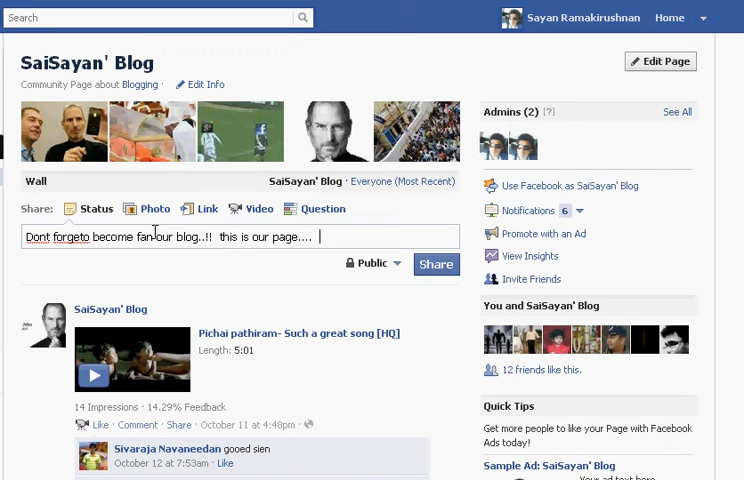 Search
Sayan Ramakirushnan Home
SaiSayan' Blog
Edit Page
Community Page about Blogging · Edit Info
Admins (2) [?] See All
Wall SaiSayan' Blog · Everyone (Most Recent)
Use Facebook as SaiSayan' Blog
Share: Status Photo Link Video Question
Notifications 6
Dont forgeto become fan our blog..!! this is our page....
Promote with an Ad
View Insights
Public Share
Invite Friends
You and SaiSayan' Blog
SaiSayan' Blog
Pichai pathiram- Such a great song [HQ]
Length: 5:01
12 friends like this.
Quick Tips
14 Impressions · 14.29% Feedback
Like · Comment · Share · October 11 at 4:48pm ·
Get more people to like your Page with Facebook
Ads today!
Sivaraja Navaneedan gooed sien
October 12 at 7:53am · Like
Sample Ad: SaiSayan' Blog
Your ad text here